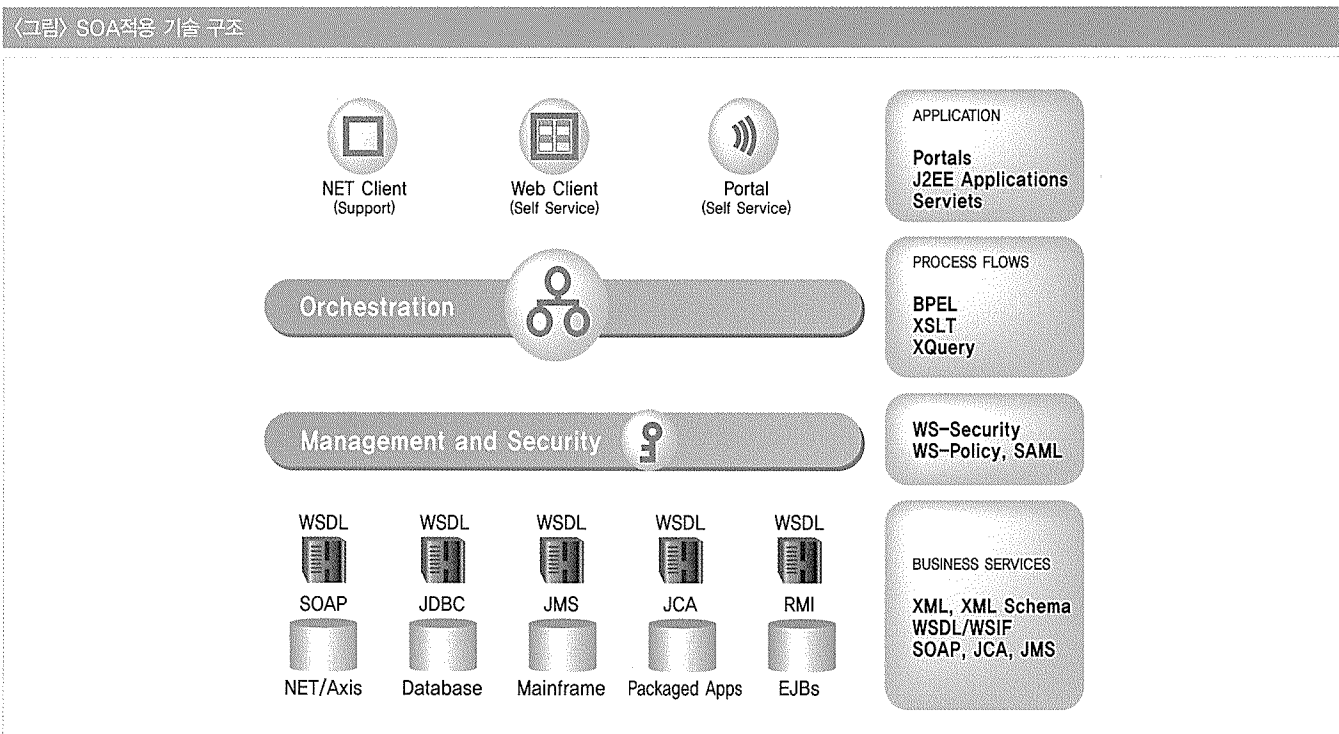 〈그림〉 SOA적용 기술 구조
NET Client
(Support)
Web Client
(Self Service)
Portal
(Self Service)
APPLICATION
Portals
J2EE Applications
Serviets
Orchestration
PROCESS FLOWS
BPEL
XSLT
XQuery
Management and Security
WS-Security
WS-Policy, SAML
WSDL WSDL WSDL WSDL WSDL
SOAP JDBC JMS JCA RMI
NET/Axis Database Mainframe Packaged Apps EJBs
BUSINESS SERVICES
XML, XML Schema
WSDL/WSIF
SOAP, JCA, JMS